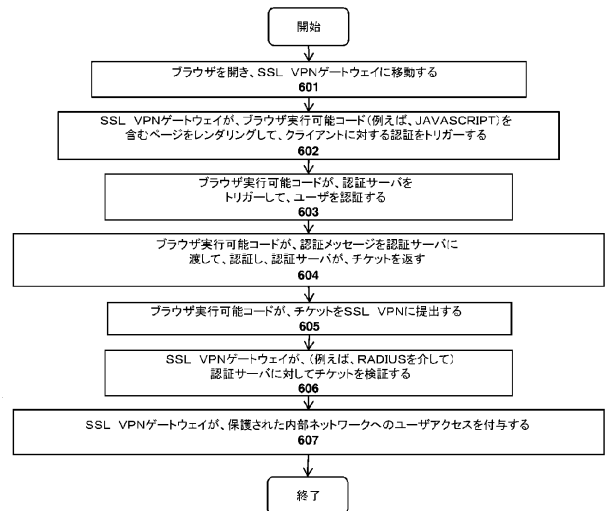 開始
ブラウザを開き、SSL VPNゲートウェイに移動する
601
SSL VPNゲートウェイが、ブラウザ実行可能コード(例えば、JAVASCRIPT)を
含むページをレンダリングして、クライアントに対する認証をトリガーする
602
ブラウザ実行可能コードが、認証サーバを
トリガーして、ユーザを認証する
603
ブラウザ実行可能コードが、認証メッセージを認証サーバに
渡して、認証し、認証サーバが、チケットを返す
604
ブラウザ実行可能コードが、チケットをSSL VPNに提出する
605
SSL VPNゲートウェイが、(例えば、RADIUSを介して)
認証サーバに対してチケットを検証する
606
SSL VPNゲートウェイが、保護された内部ネットワークへのユーザアクセスを付与する
607
終了